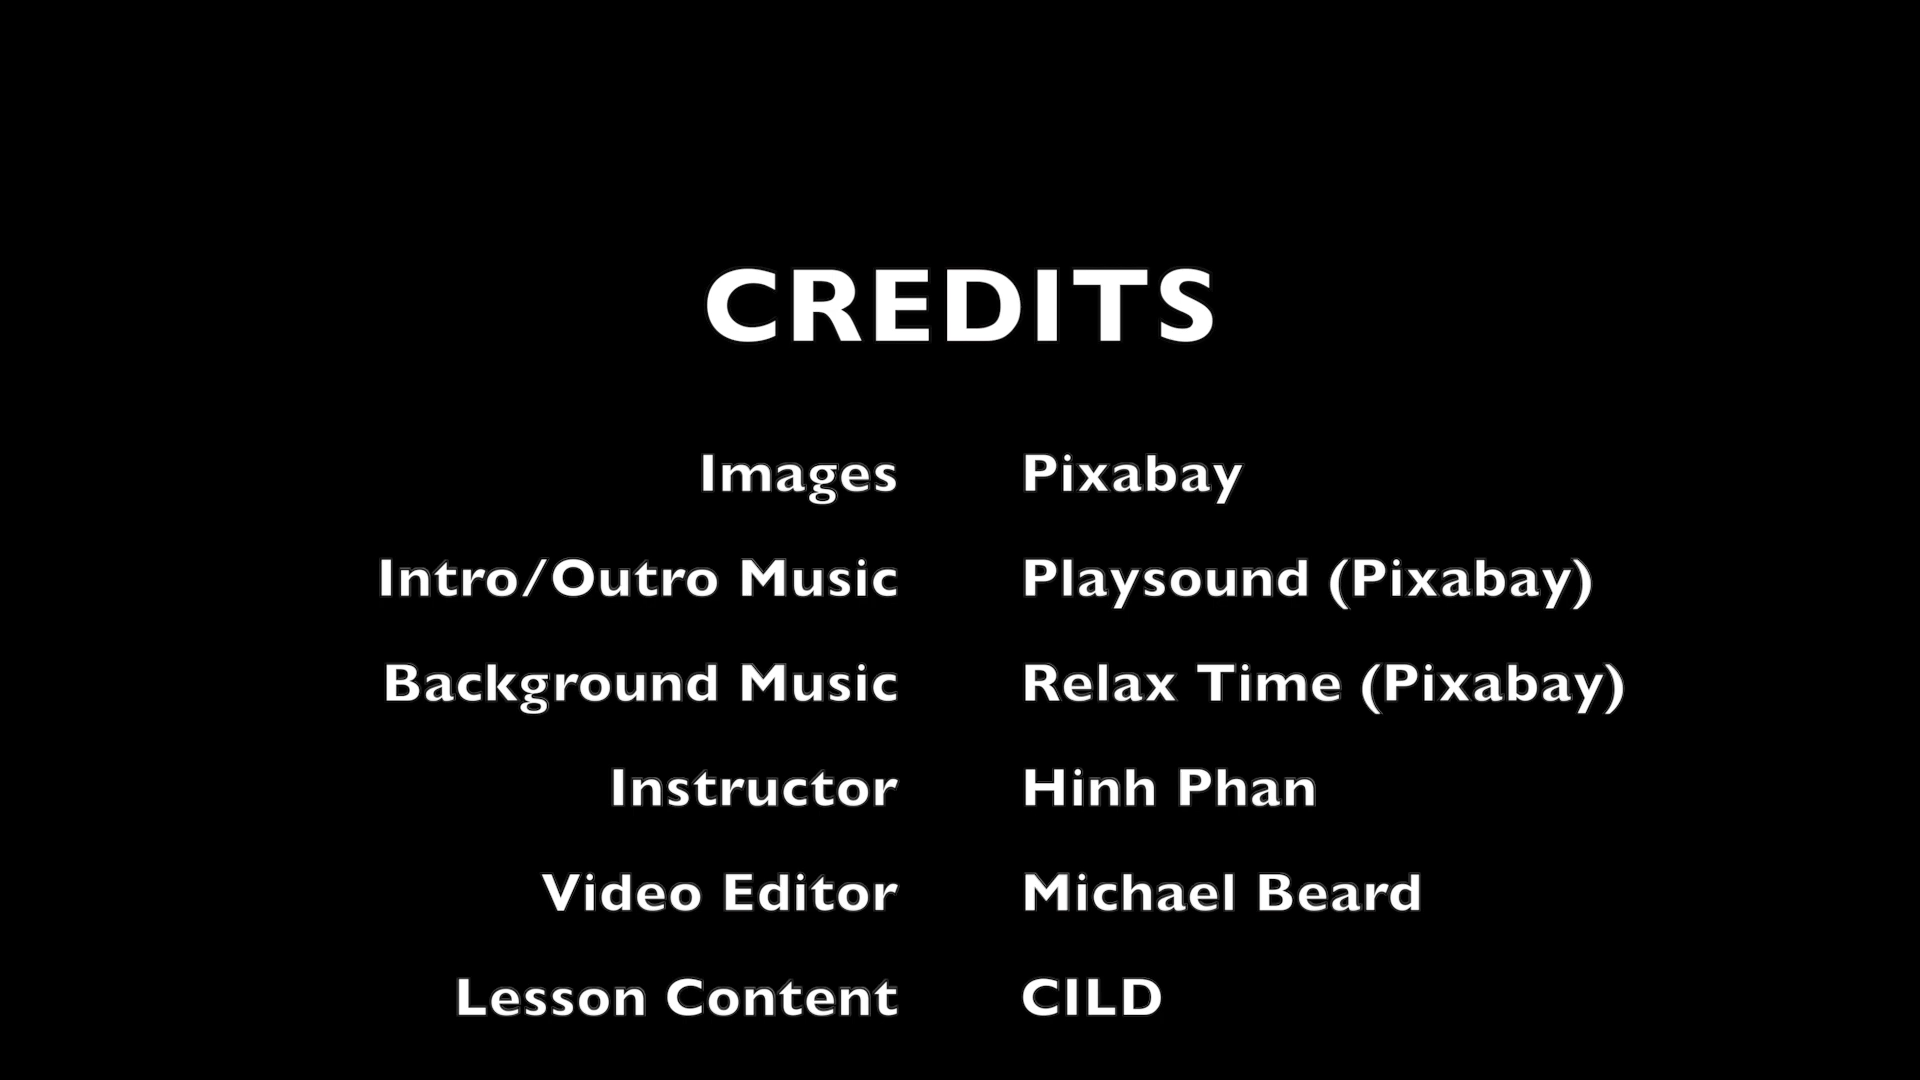 CREDITS
Images Pixabay
Intro/Outro Music Playsound (Pixabay)
Background Music Relax Time (Pixabay)
Instructor Hinh Phan
Video Editor Michael Beard
Lesson Content CILD